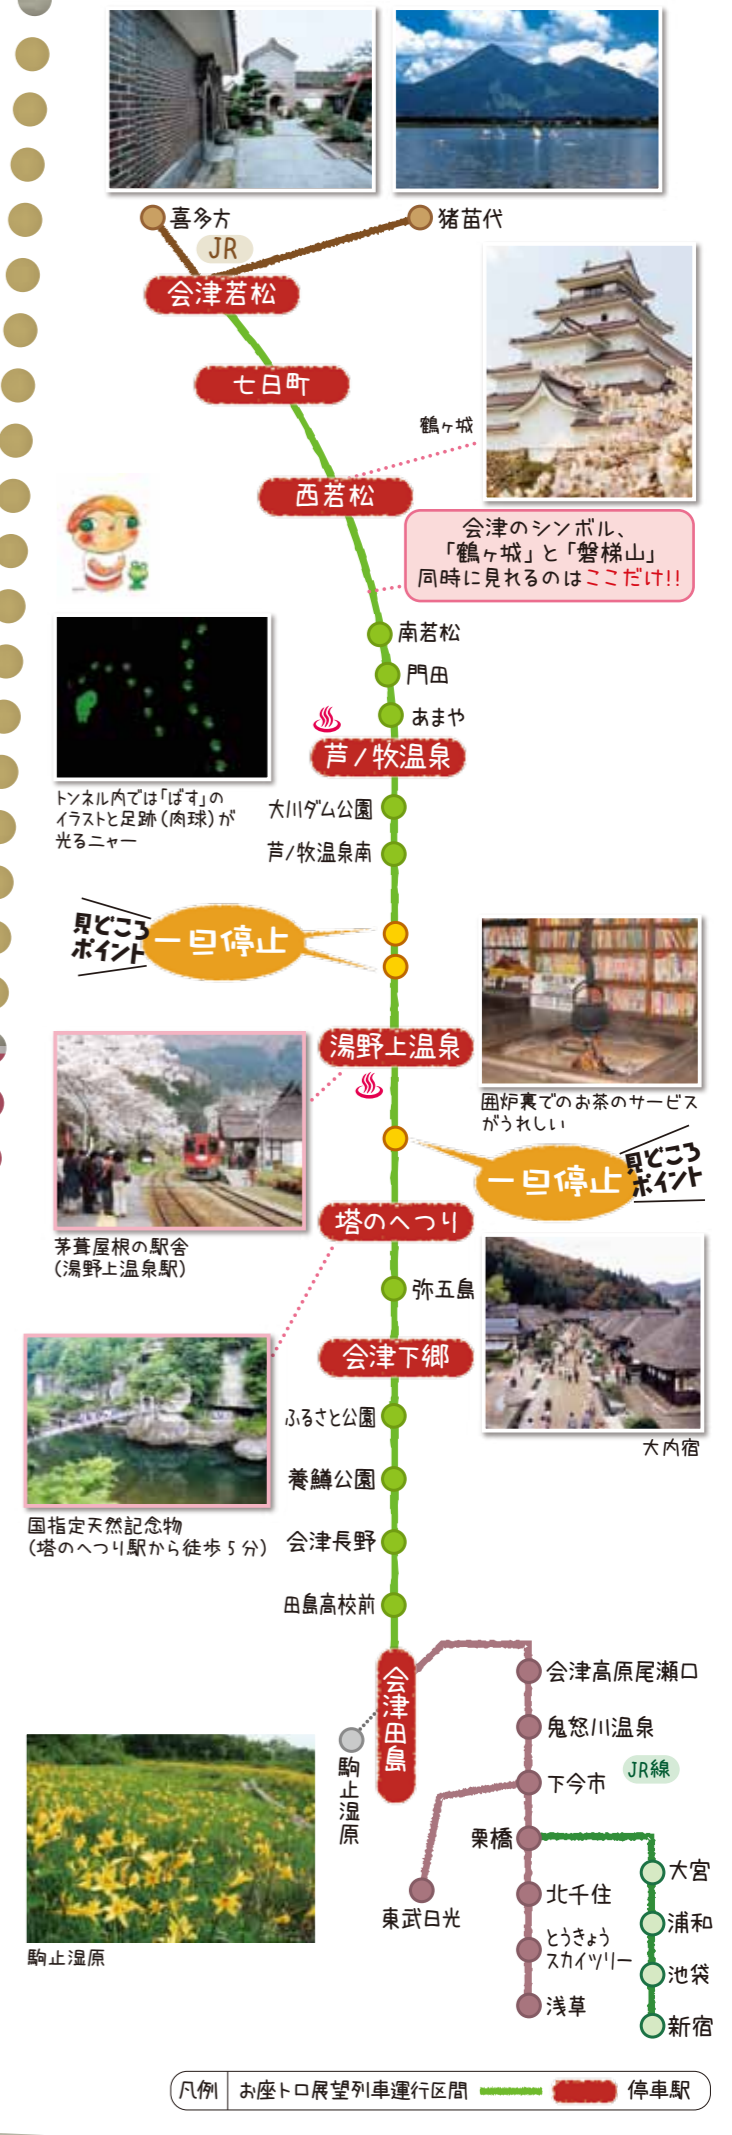 喜多方
猪苗代
JR
会津若松
七日町
鶴ヶ城
西若松
会津のシンボル、
「鶴ヶ城」と「磐梯山」
同時に見れるのはここだけ!!
南若松
門田
あまや
芦ノ牧温泉
トンネル内では「ばす」の
イラストと足跡(肉球)が
光るニャー
大川ダム公園
芦ノ牧温泉南
見どころ
ポイント
一旦停止
湯野上温泉
囲炉裏でのお茶のサービス
がうれしい
一旦停止
見どころ
ポイント
塔のへつり
茅葺屋根の駅舎
(湯野上温泉駅)
弥五島
会津下郷
ふるさと公園
大内宿
養鱒公園
国指定天然記念物
(塔のへつり駅から徒歩5分)
会津長野
田島高校前
会津田島
会津高原尾瀬口
鬼怒川温泉
駒止湿原
下今市
JR線
栗橋
大宮
東武日光
北千住
浦和
とうきょう
スカイツリー
駒止湿原
池袋
浅草
新宿
凡例
お座トロ展望列車運行区間
停車駅